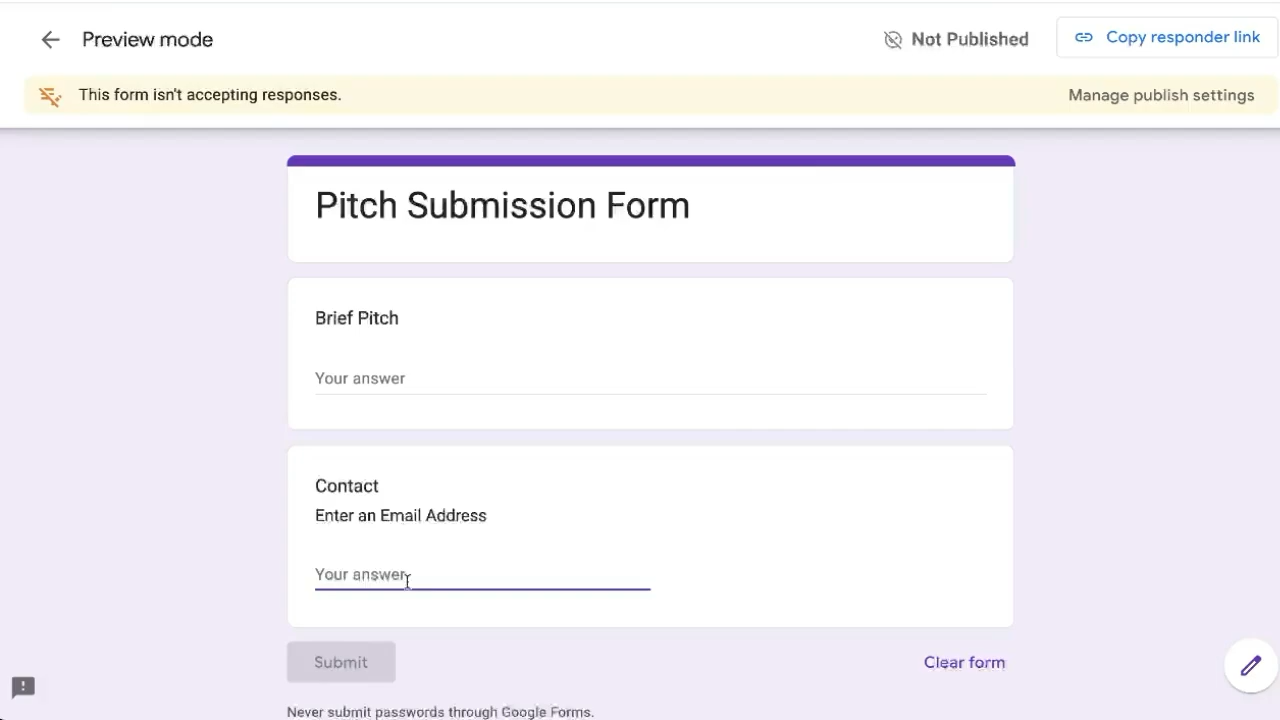 Preview mode
Not Published
Copy responder link
This form isn't accepting responses.
Manage publish settings
Pitch Submission Form
Brief Pitch
Your answer
Contact
Enter an Email Address
Your answer
Submit
Clear form
Never submit passwords through Google Forms.